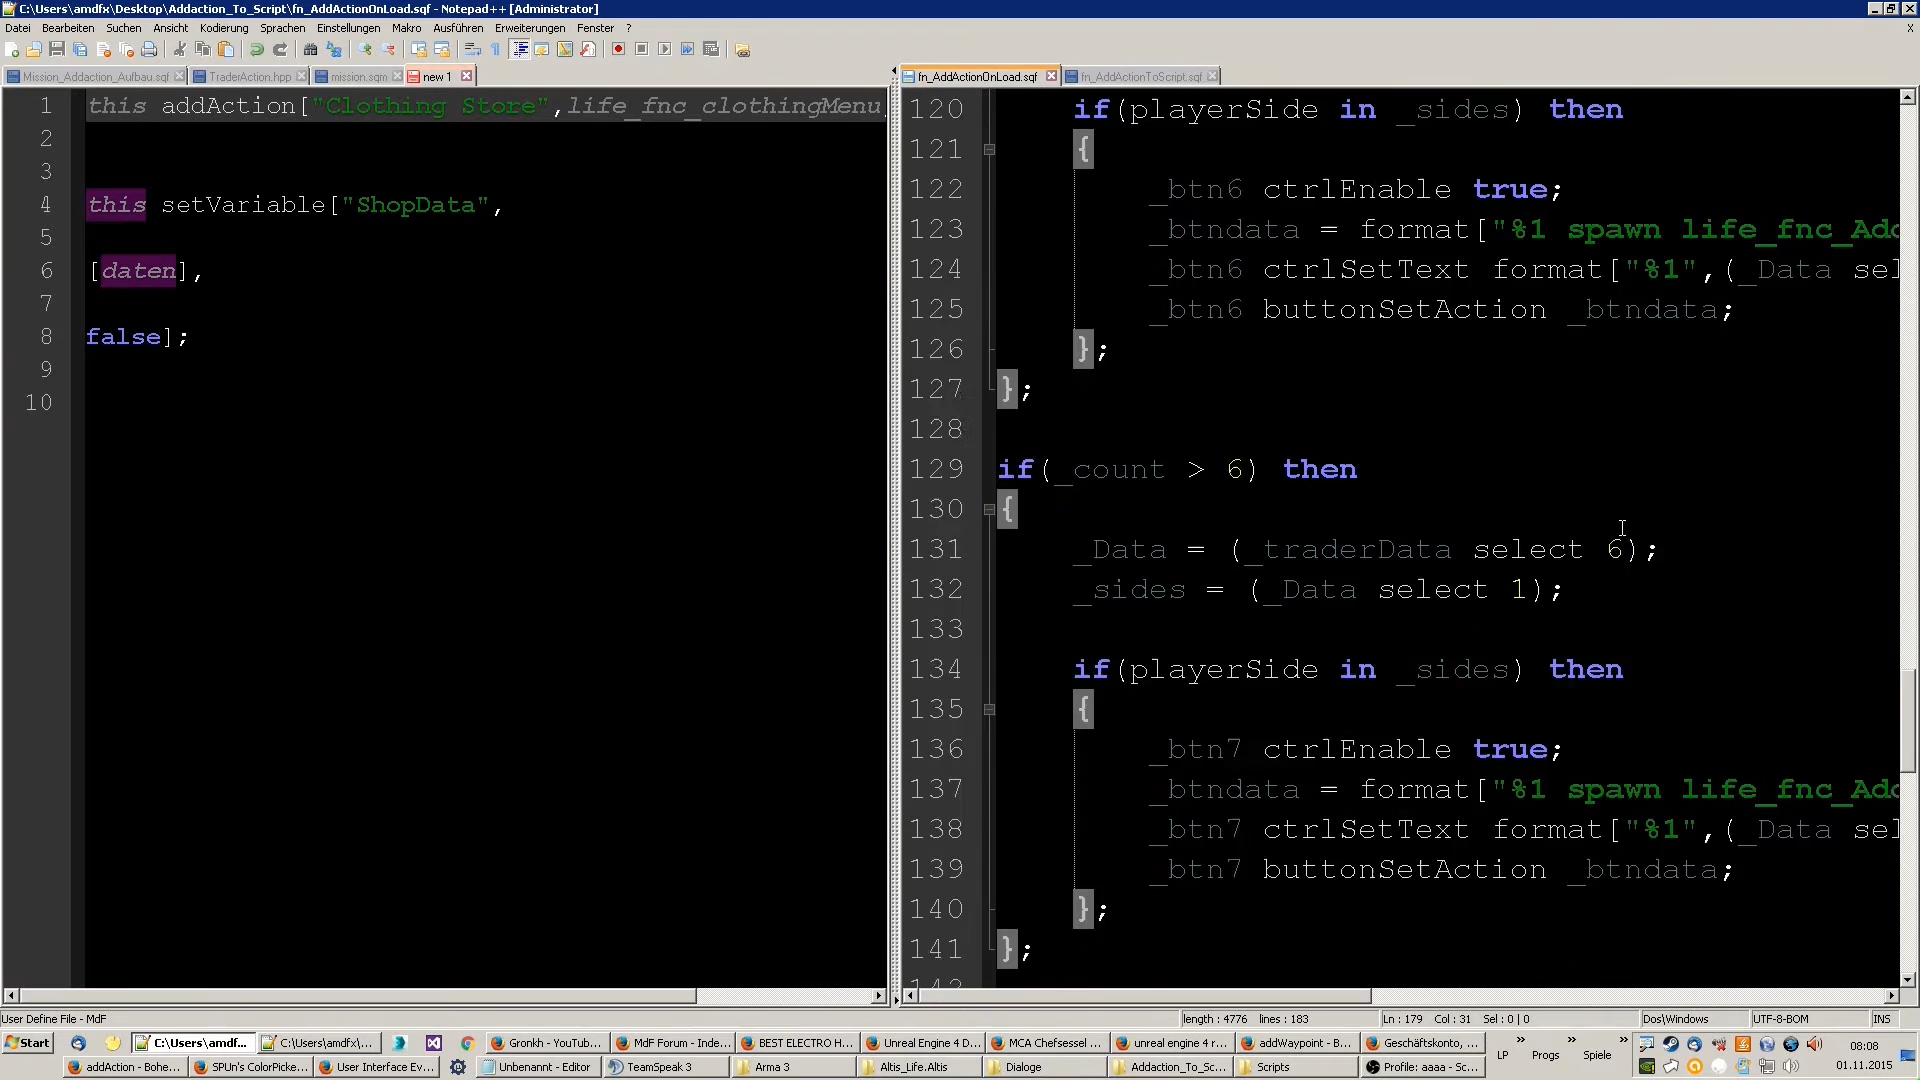 C:\Users\amdfx\Desktop\Addaction_To_Script\fn_AddActionOnLoad.sqf - Notepad++ [Administrator]
Datei Bearbeiten Suchen Ansicht Kodierung Sprachen Einstellungen Makro Ausführen Erweiterungen Fenster ? X
Mission_Addaction_Aufbau.sqf TraderAction.hpp mission.sqm new 1
fn_AddActionOnLoad.sqf fn_AddActionToScript.sqf
1 this addAction["Clothing Store",life_fnc_clothingMenu
2
3
4 this setVariable["ShopData",
5
6 [daten],
7
8 false];
9
10
120 if(playerSide in _sides) then
121 {
122 _btn6 ctrlEnable true;
123 _btndata = format["%1 spawn life_fnc_Add
124 _btn6 ctrlSetText format["%1",(_Data sel
125 _btn6 buttonSetAction _btndata;
126 };
127 };
128
129 if(_count > 6) then
130 {
131 _Data = (_traderData select 6);
132 _sides = (_Data select 1);
133
134 if(playerSide in _sides) then
135 {
136 _btn7 ctrlEnable true;
137 _btndata = format["%1 spawn life_fnc_Add
138 _btn7 ctrlSetText format["%1",(_Data sel
139 _btn7 buttonSetAction _btndata;
140 };
141 };
142
User Define File - MdF length : 4776 lines : 183 Ln : 179 Col : 31 Sel : 0 | 0 Dos\Windows UTF-8-BOM INS
Start C:\Users\amdf... C:\Users\amdfx\... Gronkh - YouTub... MdF Forum - Inde... BEST ELECTRO H... Unreal Engine 4 D... MCA Chefsessel ... unreal engine 4 r... addWaypoint - B... Geschäftskonto, ...
LP » Progs » Spiele » 08:08
addAction - Bohe... SPUn's ColorPicke... User Interface Ev... Unbenannt - Editor TeamSpeak 3 Arma 3 Altis_Life.Altis Dialoge Addaction_To_Sc... Scripts Profile: aaaa - Sc... 01.11.2015